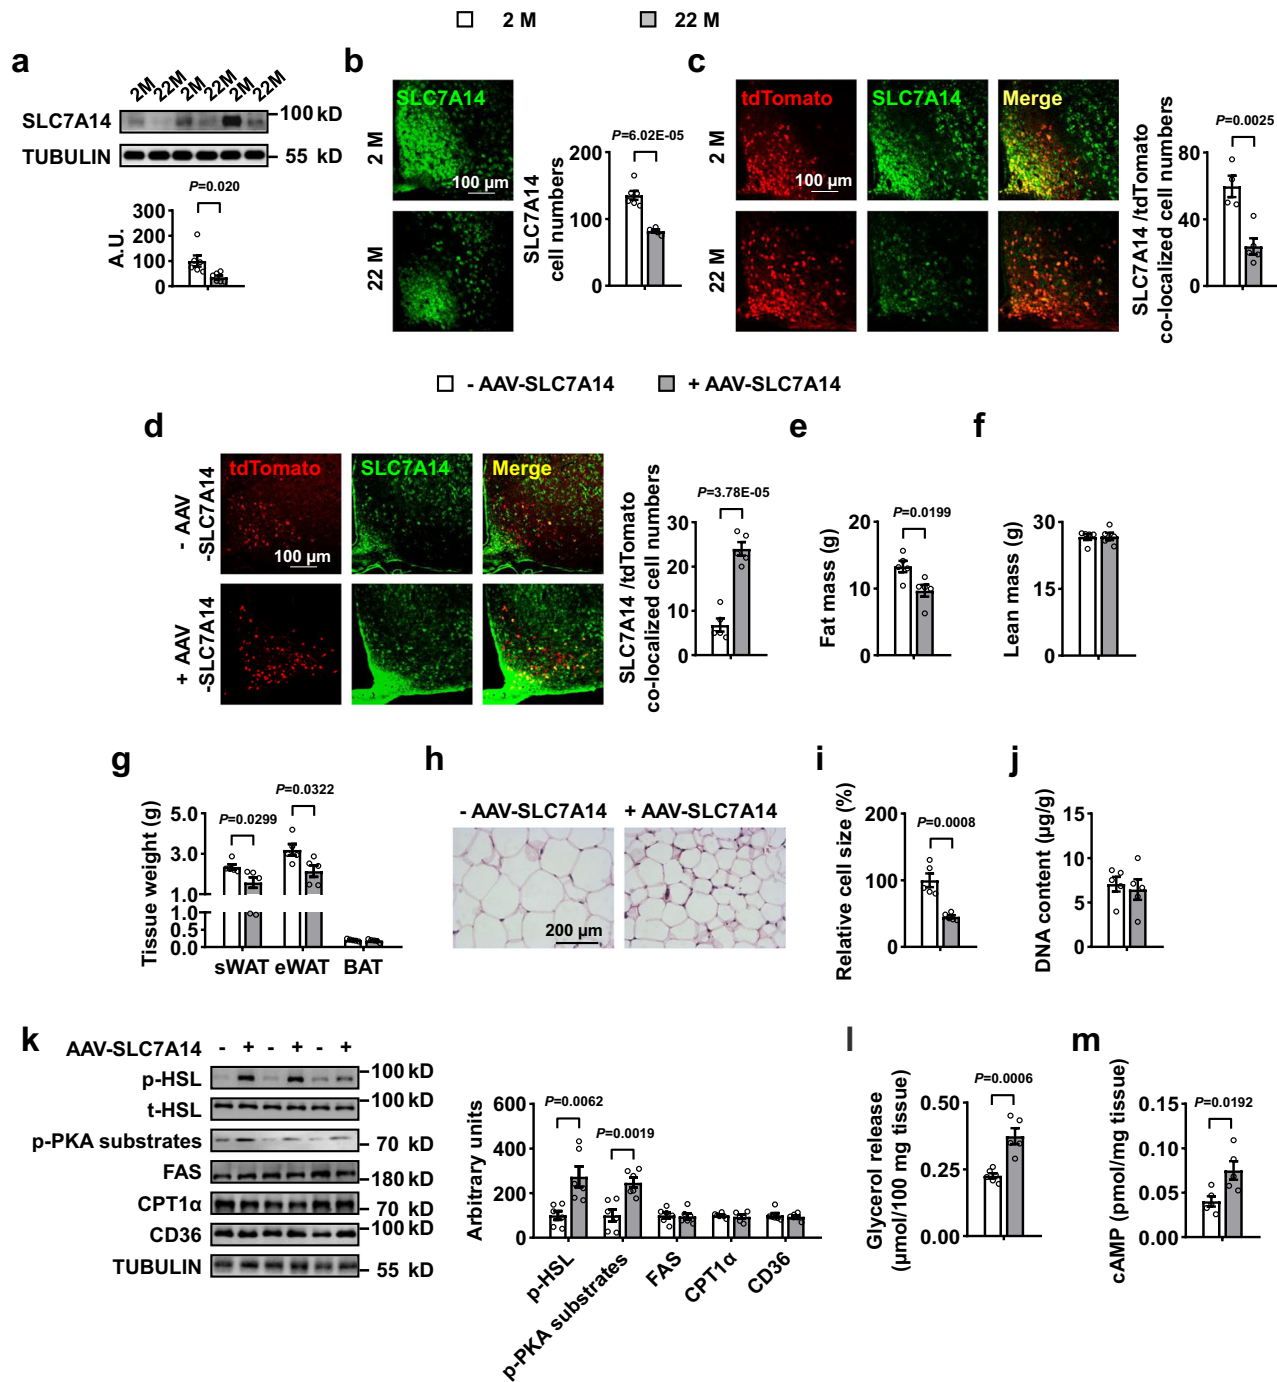 2 M
22 M
a
2M 22M 2M 22M 2M 22M
SLC7A14
100 kD
TUBULIN
55 kD
P=0.020
300
200
100
0
A.U.
b
SLC7A14
2 M
100 µm
22 M
SLC7A14
cell numbers
P=6.02E-05
200
100
0
c
tdTomato
SLC7A14
Merge
2 M
100 µm
22 M
SLC7A14 /tdTomato
co-localized cell numbers
P=0.0025
80
40
0
- AAV-SLC7A14
+ AAV-SLC7A14
d
tdTomato
SLC7A14
Merge
- AAV
-SLC7A14
100 µm
+ AAV
-SLC7A14
SLC7A14 /tdTomato
co-localized cell numbers
P=3.78E-05
30
20
10
0
e
P=0.0199
Fat mass (g)
20
10
0
f
Lean mass (g)
30
15
0
g
Tissue weight (g)
P=0.0299
P=0.0322
5.0
3.0
1.0
1.0
0.5
0.0
sWAT eWAT BAT
h
- AAV-SLC7A14
+ AAV-SLC7A14
200 µm
i
Relative cell size (%)
P=0.0008
200
100
0
j
DNA content (µg/g)
15
10
5
0
k
AAV-SLC7A14 - + - + - +
p-HSL
100 kD
t-HSL
100 kD
p-PKA substrates
70 kD
FAS
180 kD
CPT1α
70 kD
CD36
100 kD
TUBULIN
55 kD
Arbitrary units
P=0.0062
P=0.0019
600
400
200
0
p-HSL
p-PKA substrates
FAS
CPT1α
CD36
l
Glycerol release
(µmol/100 mg tissue)
P=0.0006
0.50
0.25
0.00
m
cAMP (pmol/mg tissue)
P=0.0192
0.15
0.10
0.05
0.00